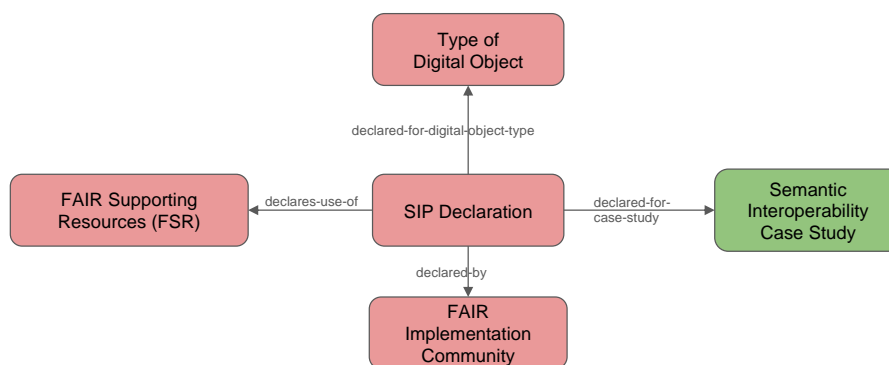 Type of
Digital Object
declared-for-digital-object-type
FAIR Supporting
Resources (FSR)
declares-use-of
SIP Declaration
declared-for-
case-study
Semantic
Interoperability
Case Study
declared-by
FAIR
Implementation
Community